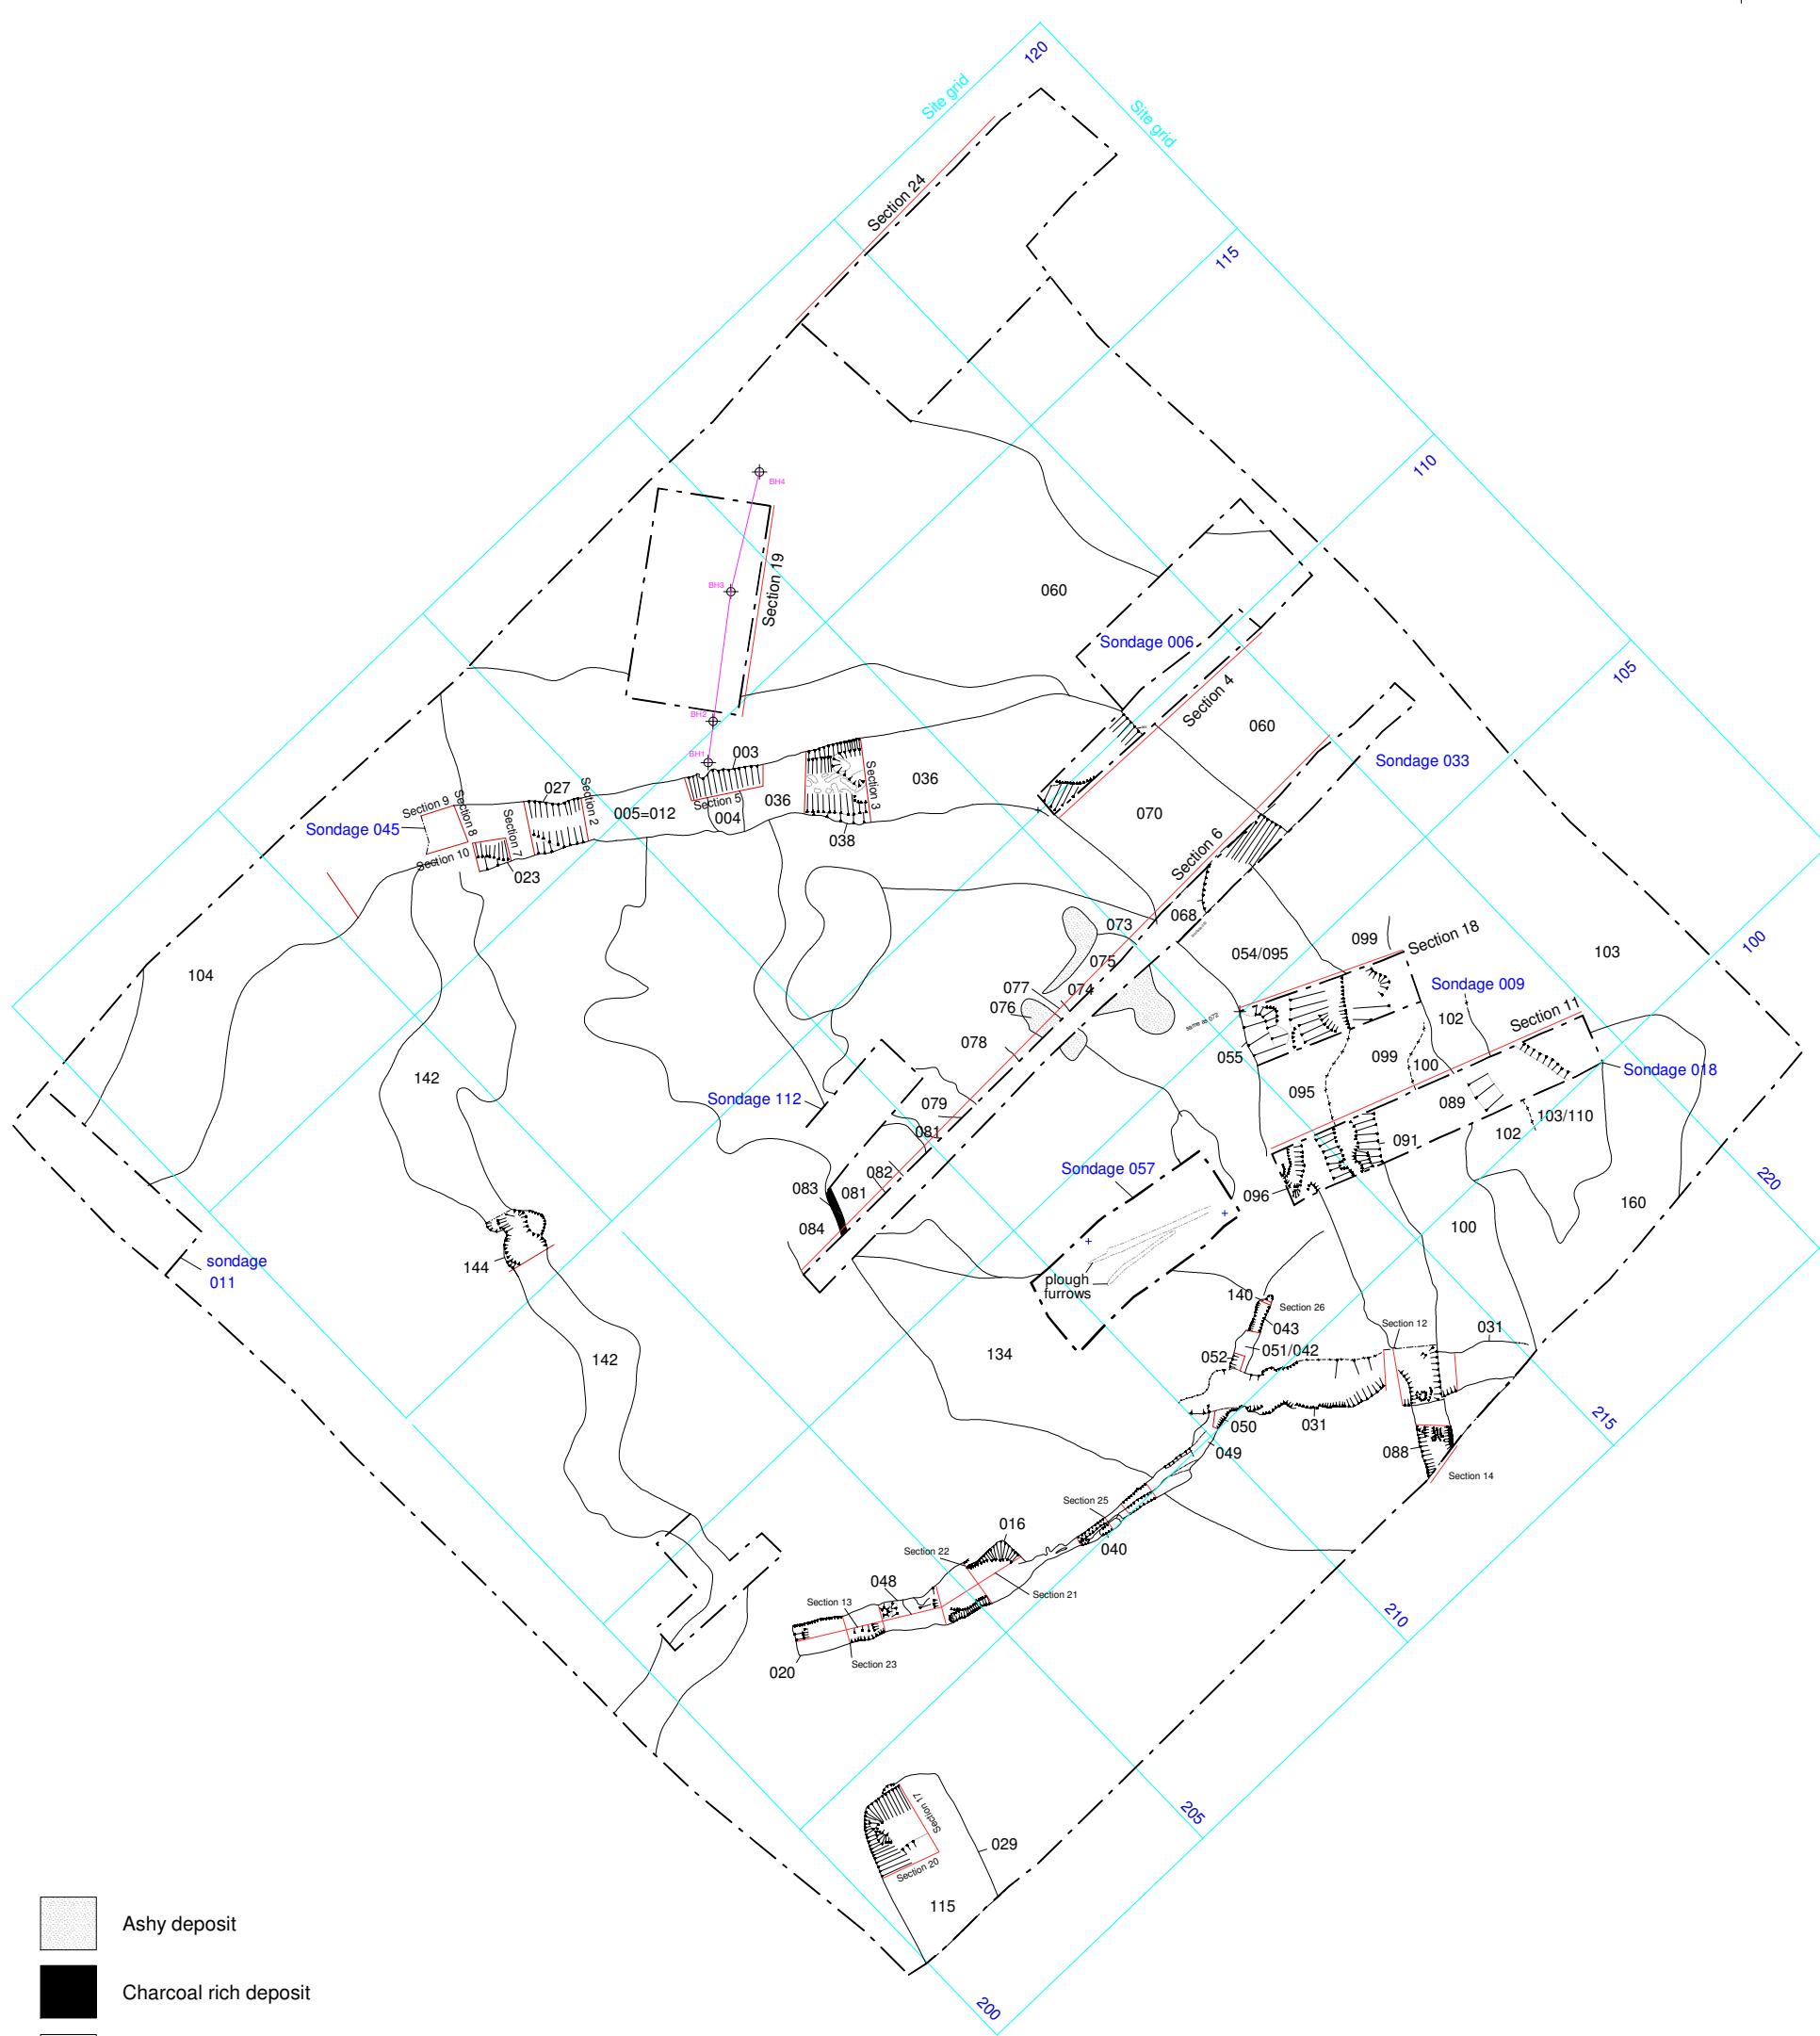 120
Site grid
Site grid
Section 24
115
110
BH4
BH3
Section 19
060
Sondage 006
105
BH2
Section 4
060
BH1
003
Sondage 033
027
Section 2
036
Section 3
036
Section 9
Section 8
Section 5
005=012
004
070
Sondage 045
Section 7
038
Section 6
Section 10
023
073
068
099
Section 18
100
104
054/095
103
075
077
074
Sondage 009
076
same as 072
102
Section 11
078
055
099
100
Sondage 018
142
095
Sondage 112
079
089
103/110
081
091
102
082
Sondage 057
220
083
081
096
160
084
100
144
sondage
011
plough
furrows
140
Section 26
043
Section 12
031
134
051/042
142
052
050
031
215
049
088
Section 14
Section 25
016
040
Section 22
048
Section 21
Section 13
210
020
Section 23
Section 17
205
029
Section 20
115
Ashy deposit
Charcoal rich deposit
200